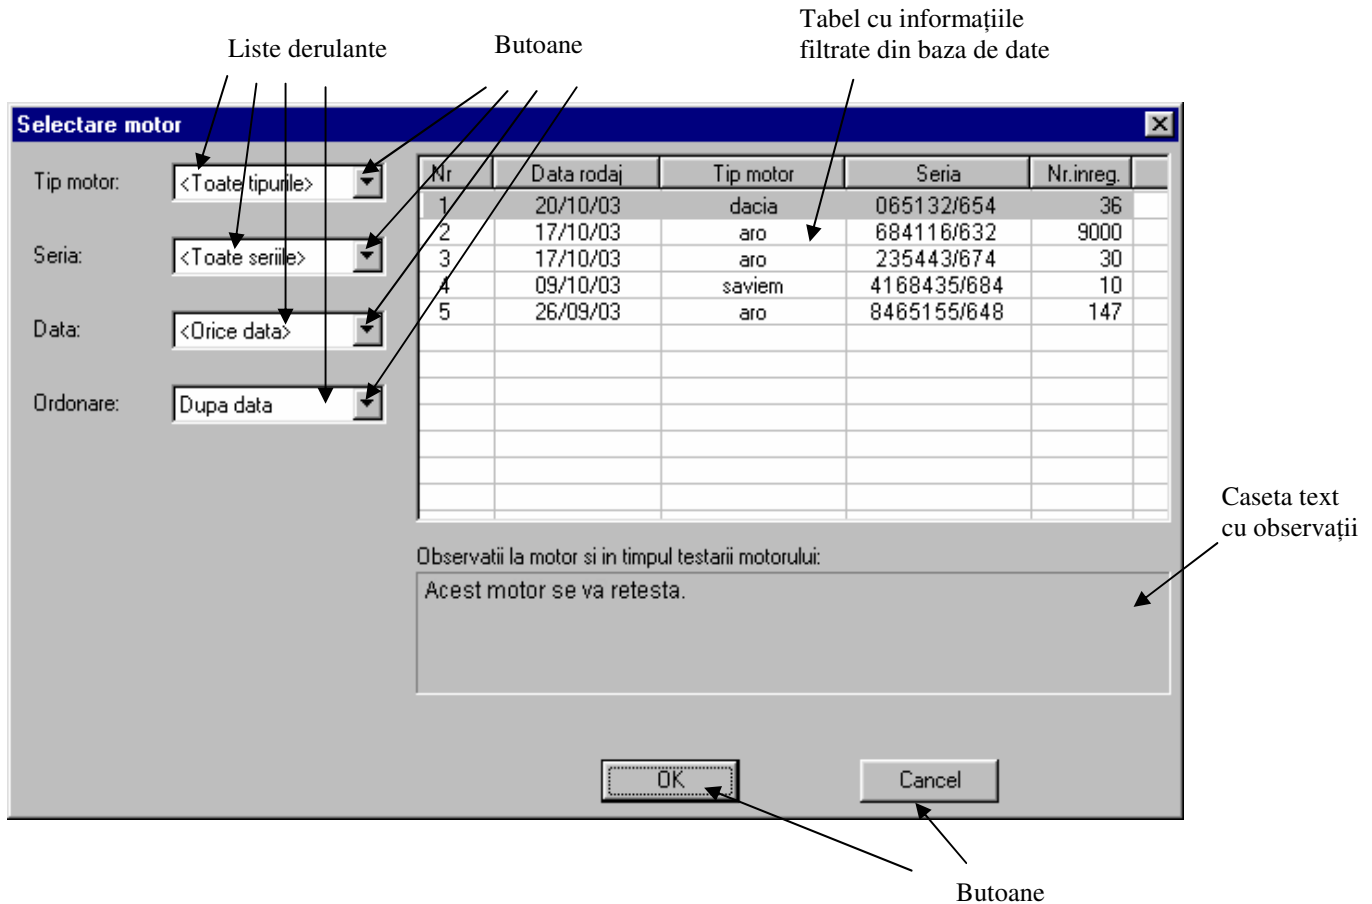 Tabel cu informațiile
filtrate din baza de date
Liste derulante
Butoane
Selectare motor
Tip motor:
<Toate tipurile>
Seria:
<Toate seriile>
Data:
<Orice data>
Ordonare:
Dupa data
Nr Data rodaj Tip motor Seria Nr.inreg.
1 20/10/03 dacia 065132/654 36
2 17/10/03 aro 684116/632 9000
3 17/10/03 aro 235443/674 30
4 09/10/03 saviem 4168435/684 10
5 26/09/03 aro 8465155/648 147
Caseta text
cu observații
Observatii la motor si in timpul testarii motorului:
Acest motor se va retesta.
OK
Cancel
Butoane